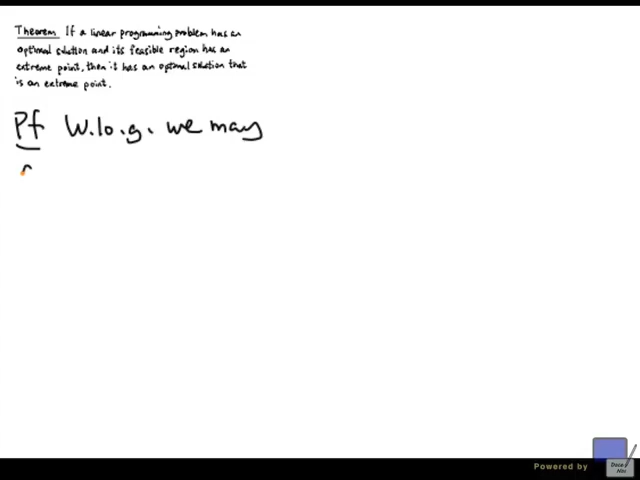 Theorem If a linear programming problem has an
optimal solution and its feasible region has an
extreme point, then it has an optimal solution that
is an extreme point.
Pf W.lo.g. we may
Powered by